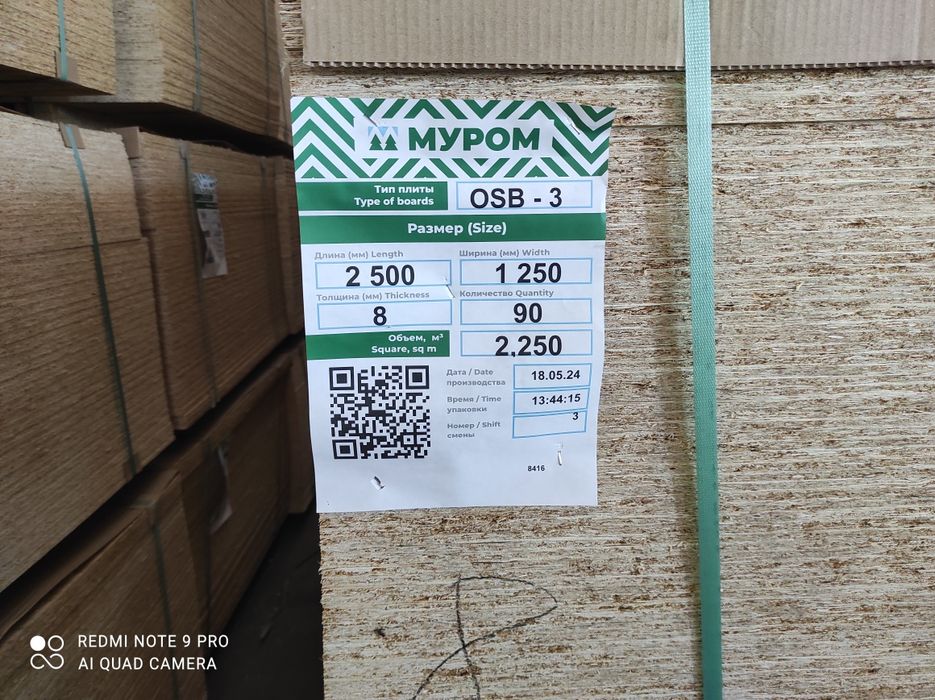 МУРОМ
Тип плиты
Type of boards
OSB - 3
Размер (Size)
Длина (мм) Length
Ширина (мм) Width
2 500
1 250
Толщина (мм) Thickness
Количество Quantity
8
90
Объем, м³
Square, sq m
2,250
Дата / Date
производства
18.05.24
Время / Time
упаковки
13:44:15
Номер / Shift
смены
3
8416
REDMI NOTE 9 PRO
AI QUAD CAMERA